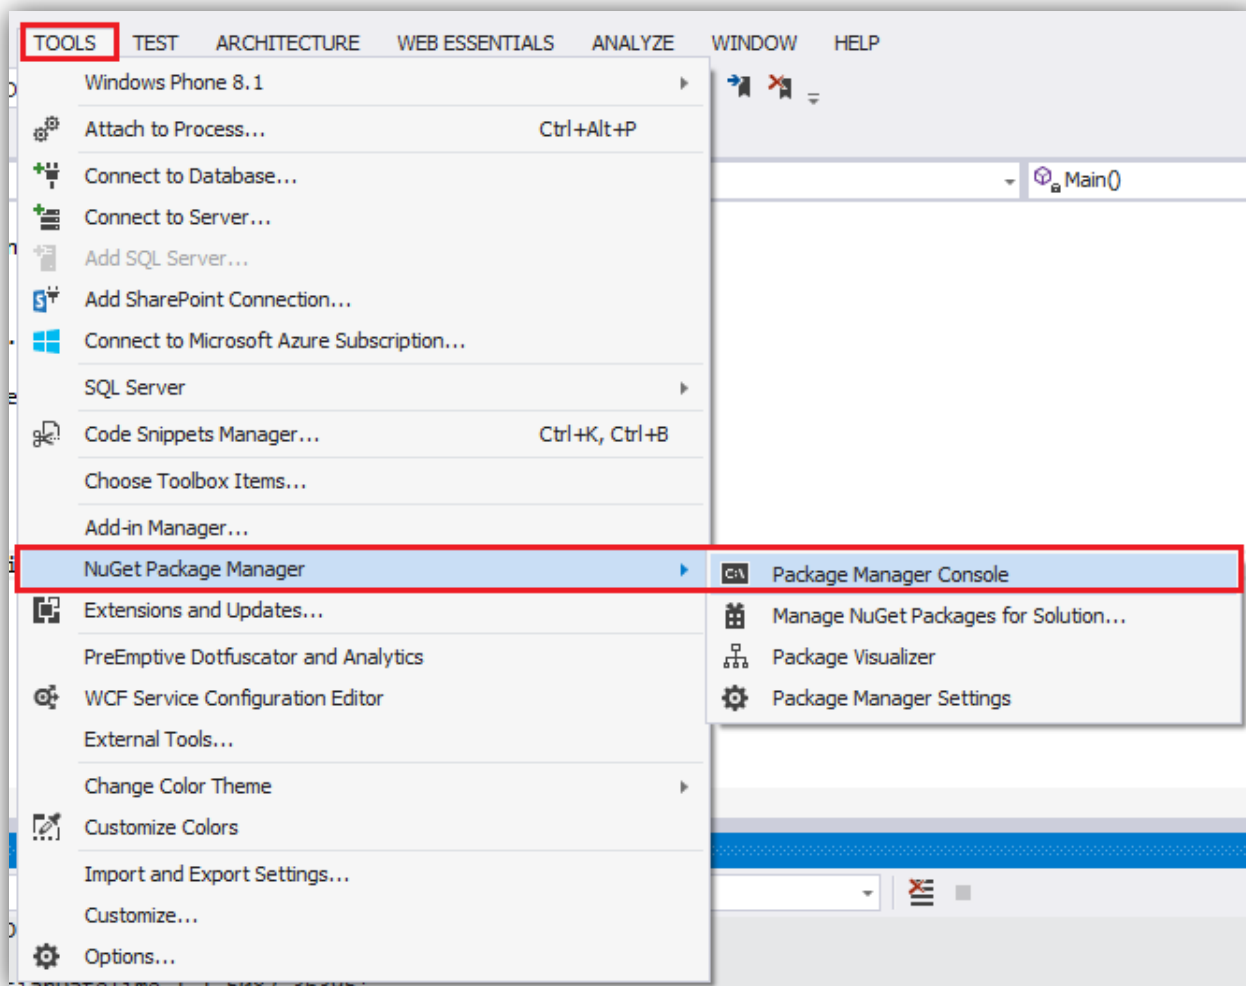 TOOLS TEST ARCHITECTURE WEB ESSENTIALS ANALYZE WINDOW HELP
Windows Phone 8.1
Attach to Process... Ctrl+Alt+P
Connect to Database...
Main()
Connect to Server...
Add SQL Server...
Add SharePoint Connection...
Connect to Microsoft Azure Subscription...
SQL Server
Code Snippets Manager... Ctrl+K, Ctrl+B
Choose Toolbox Items...
Add-in Manager...
NuGet Package Manager
C:\ Package Manager Console
Manage NuGet Packages for Solution...
Package Visualizer
Package Manager Settings
Extensions and Updates...
PreEmptive Dotfuscator and Analytics
WCF Service Configuration Editor
External Tools...
Change Color Theme
Customize Colors
Import and Export Settings...
Customize...
Options...